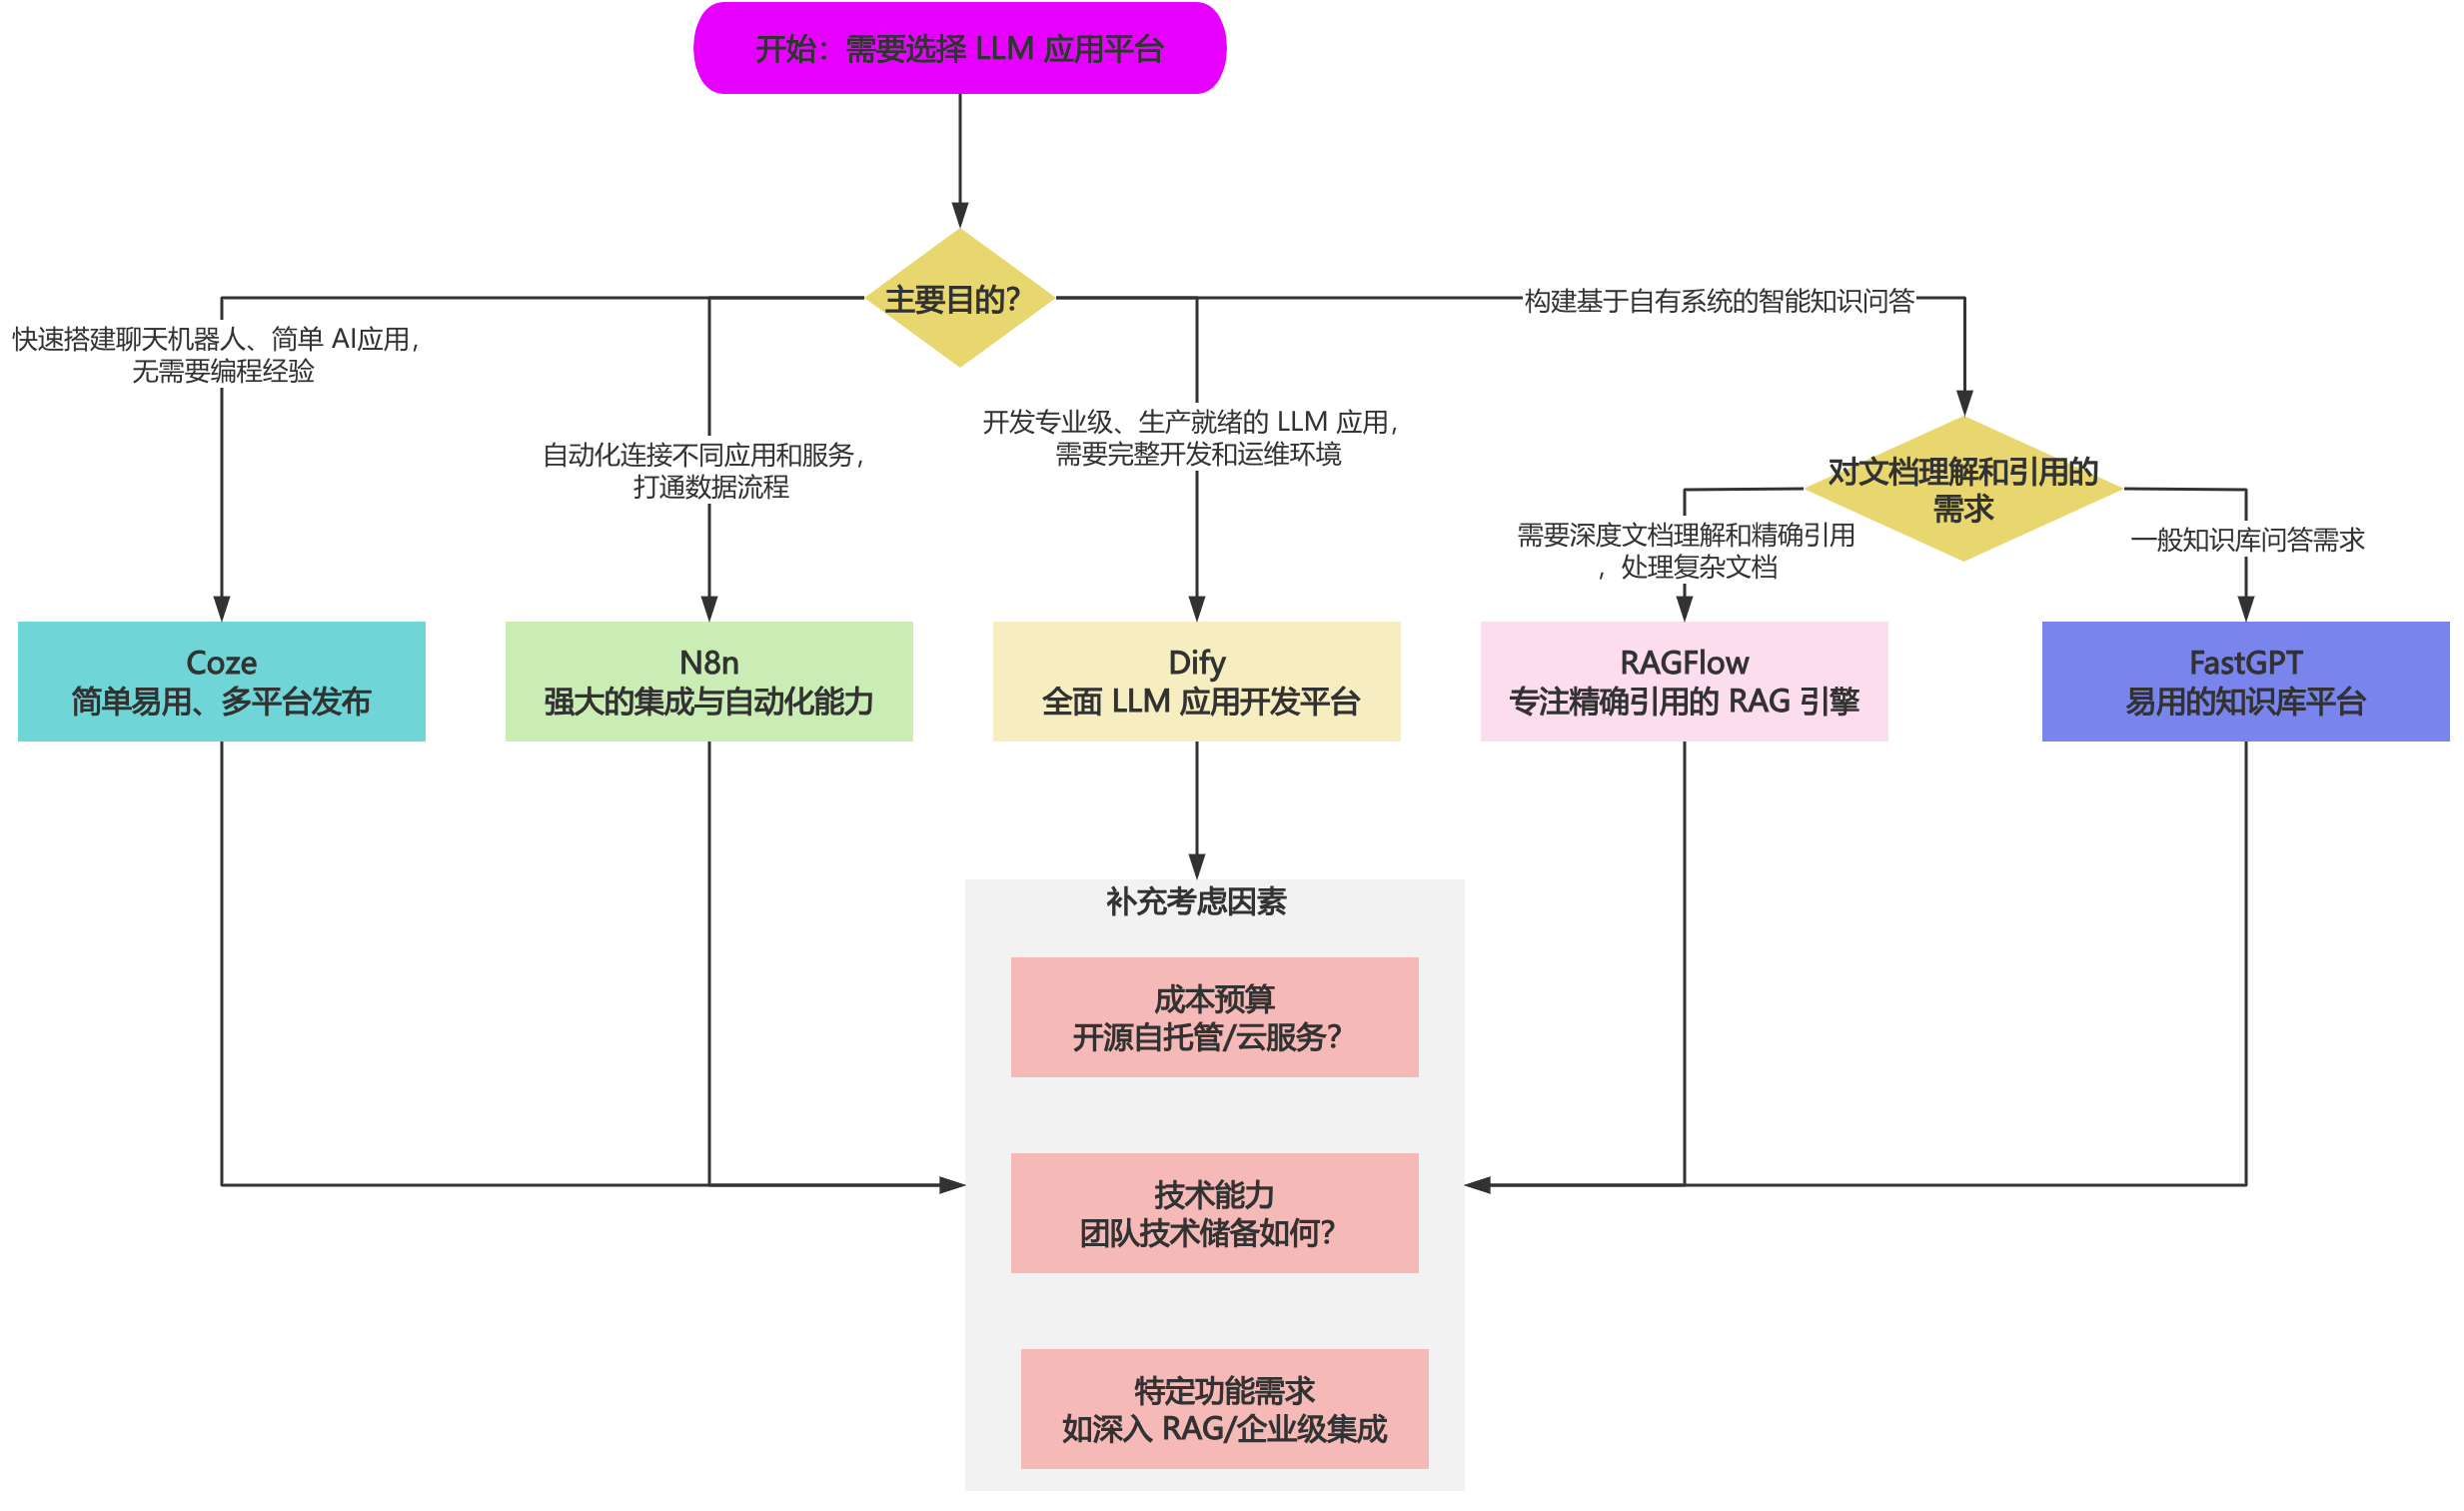 开始：需要选择 LLM 应用平台
主要目的？
构建基于自有系统的智能知识问答
快速搭建聊天机器人、简单 AI应用，
无需要编程经验
自动化连接不同应用和服务，
打通数据流程
开发专业级、生产就绪的 LLM 应用，
需要完整开发和运维环境
对文档理解和引用的
需求
需要深度文档理解和精确引用
，处理复杂文档
一般知识库问答需求
Coze
简单易用、多平台发布
N8n
强大的集成与自动化能力
Dify
全面 LLM 应用开发平台
RAGFlow
专注精确引用的 RAG 引擎
FastGPT
易用的知识库平台
补充考虑因素
成本预算
开源自托管/云服务？
技术能力
团队技术储备如何？
特定功能需求
如深入 RAG/企业级集成